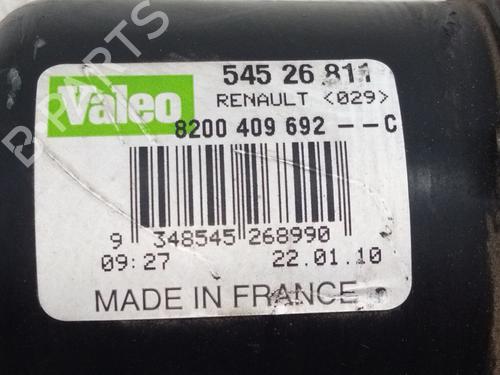 Valeo
545 26 811
RENAULT <029>
8200 409 692 --C
9 348545 268990
09:27 22.01.10
MADE IN FRANCE
B-PARTS